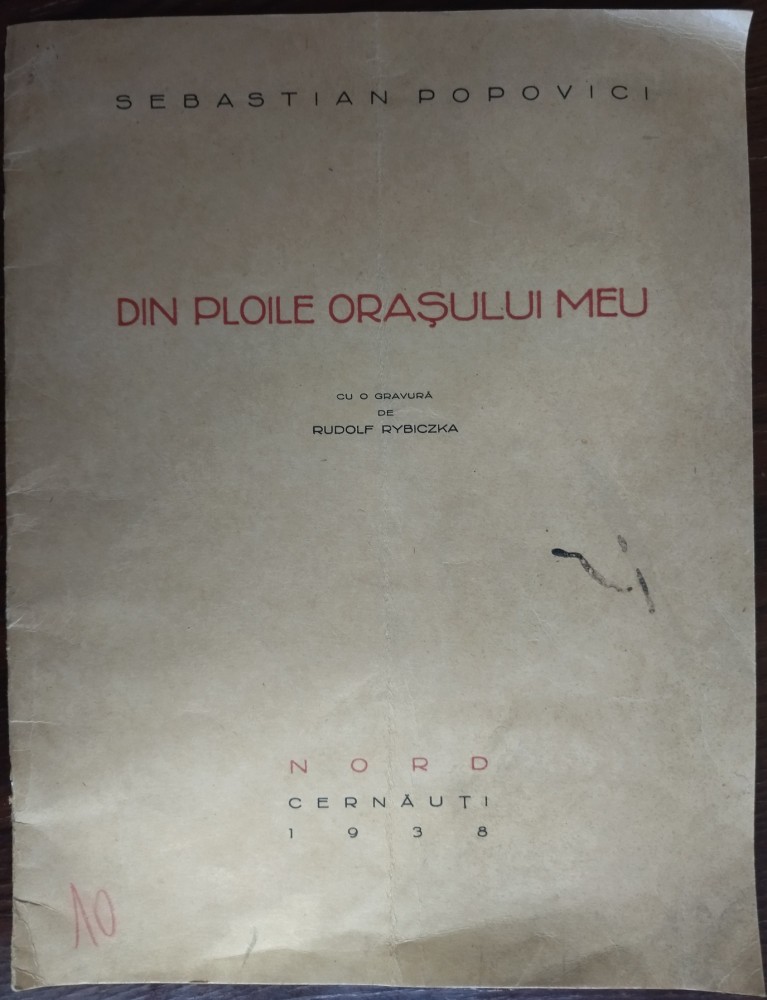 SEBASTIAN POPOVICI
DIN PLOILE ORAŞULUI MEU
CU O GRAVURĂ
DE
RUDOLF RYBICZKA
NORD
CERNĂUŢI
1938
10